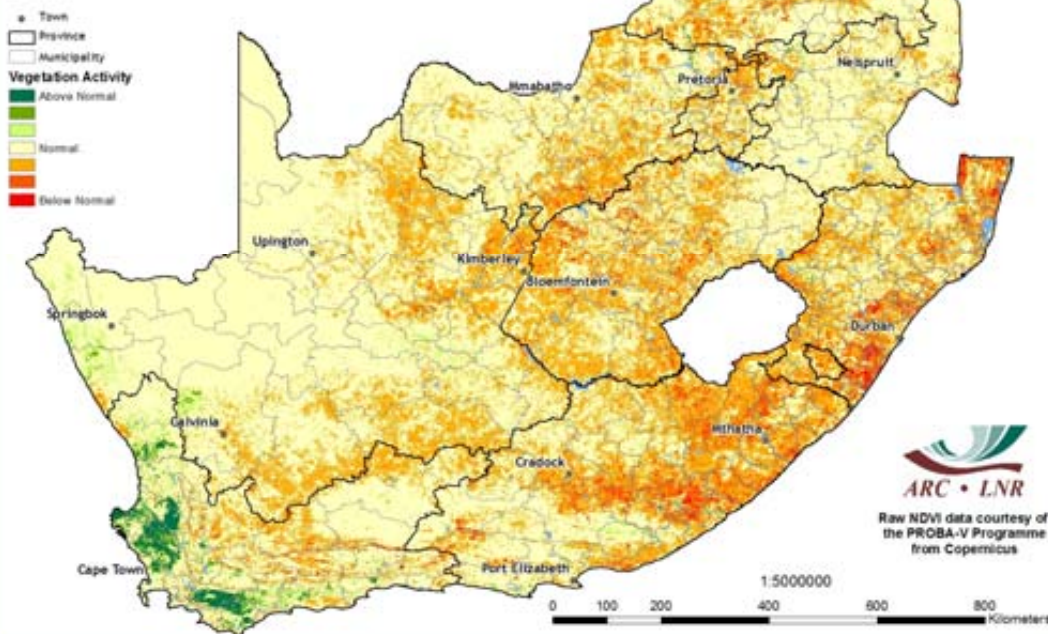 Town
Province
Municipality
Vegetation Activity
Above Normal
Normal
Below Normal
Nelspruit
Pretoria
Mmabatho
Upington
Kimberley
Bloemfontein
Springbok
Durban
Calvinia
Mthatha
Cradock
Cape Town
Port Elizabeth
ARC • LNR
Raw NDVI data courtesy of
the PROBA-V Programme
from Copernicus
1:5000000
0 100 200 400 600 800
Kilometers